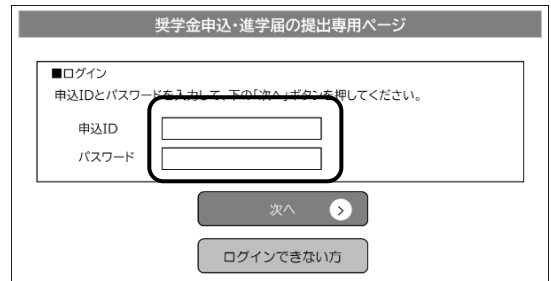 奨学金申込・進学届の提出専用ページ
■ログイン
申込IDとパスワードを入力して、下の「次へ」ボタンを押してください。
申込ID
パスワード
次へ
ログインできない方